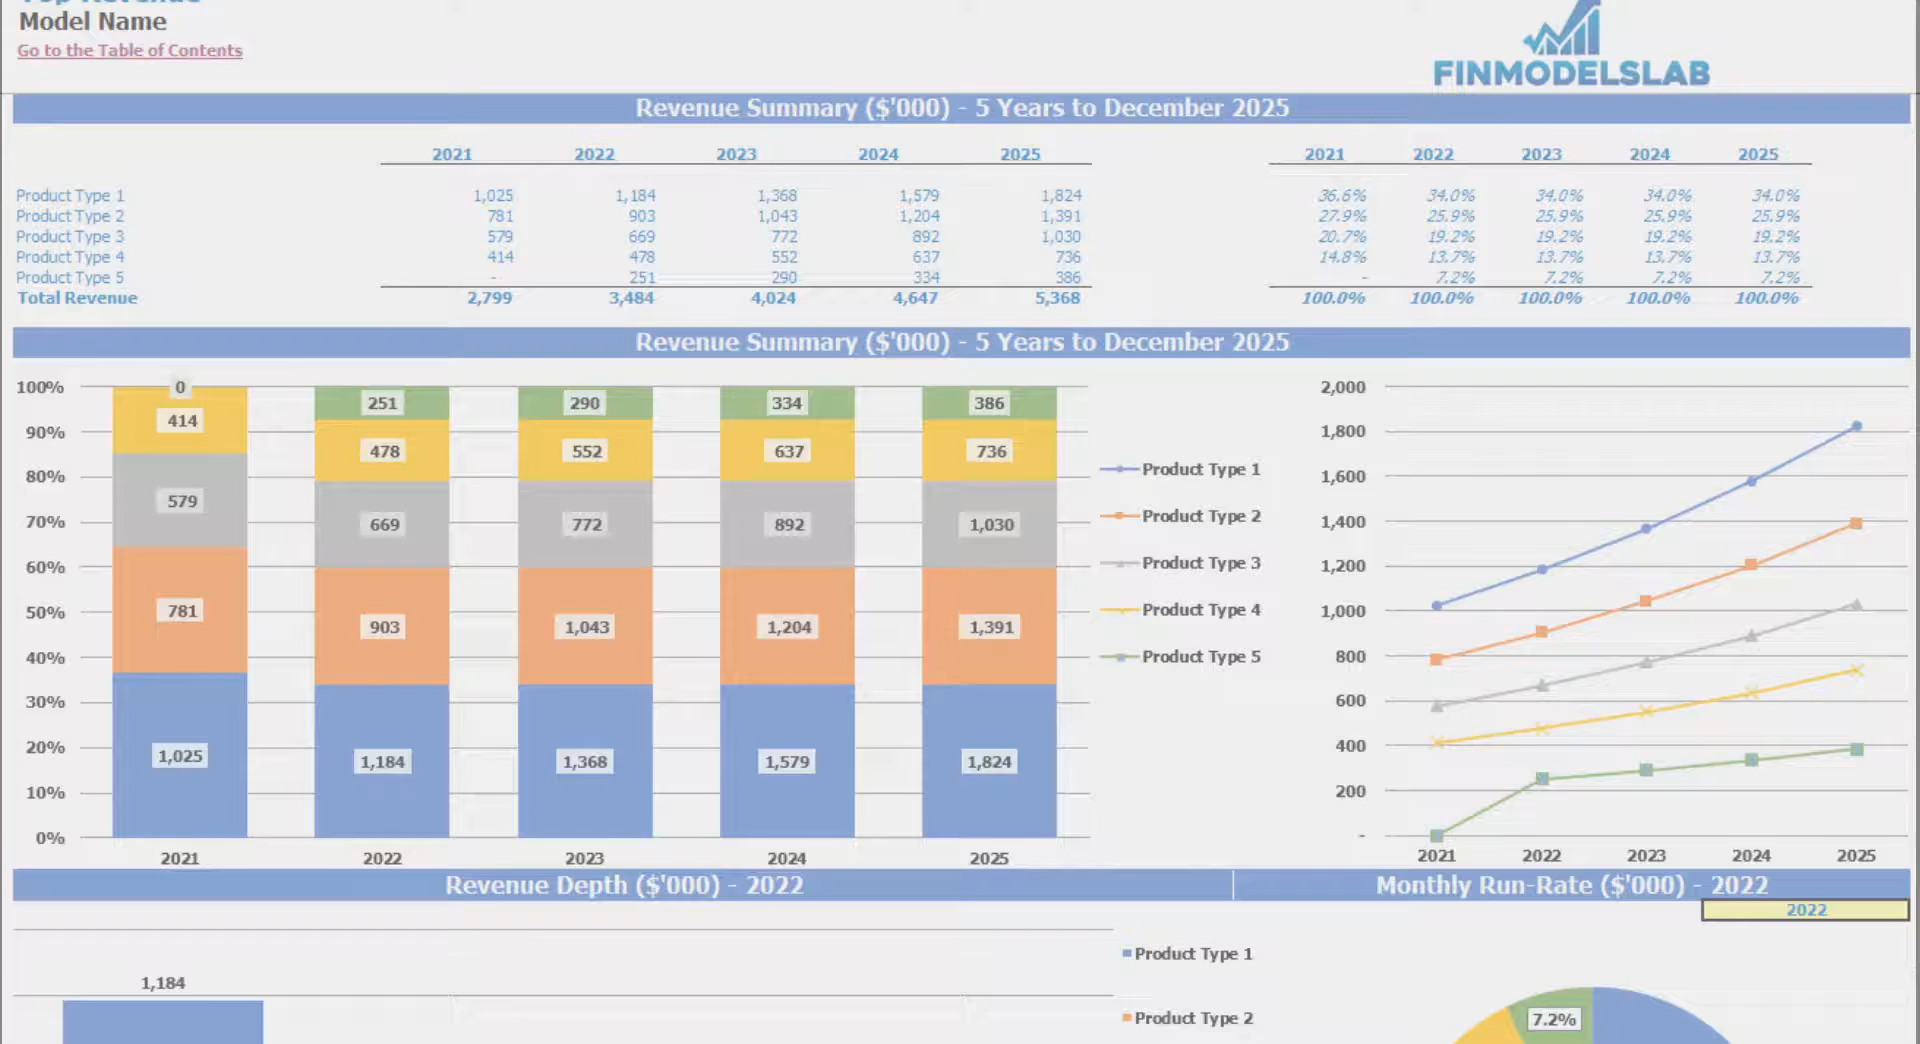 Top Revenue
Model Name
Go to the Table of Contents
FINMODELSLAB
Revenue Summary ($'000) - 5 Years to December 2025
2021 2022 2023 2024 2025 2021 2022 2023 2024 2025
Product Type 1 1,025 1,184 1,368 1,579 1,824 36.6% 34.0% 34.0% 34.0% 34.0%
Product Type 2 781 903 1,043 1,204 1,391 27.9% 25.9% 25.9% 25.9% 25.9%
Product Type 3 579 669 772 892 1,030 20.7% 19.2% 19.2% 19.2% 19.2%
Product Type 4 414 478 552 637 736 14.8% 13.7% 13.7% 13.7% 13.7%
Product Type 5 - 251 290 334 386 - 7.2% 7.2% 7.2% 7.2%
Total Revenue 2,799 3,484 4,024 4,647 5,368 100.0% 100.0% 100.0% 100.0% 100.0%
Revenue Summary ($'000) - 5 Years to December 2025
100%
90%
80%
70%
60%
50%
40%
30%
20%
10%
0%
0 251 290 334 386
414 478 552 637 736
579 669 772 892 1,030
781 903 1,043 1,204 1,391
1,025 1,184 1,368 1,579 1,824
2021 2022 2023 2024 2025
Product Type 1
Product Type 2
Product Type 3
Product Type 4
Product Type 5
2,000
1,800
1,600
1,400
1,200
1,000
800
600
400
200
-
2021 2022 2023 2024 2025
Revenue Depth ($'000) - 2022
Monthly Run-Rate ($'000) - 2022
2022
1,184
Product Type 1
Product Type 2
7.2%